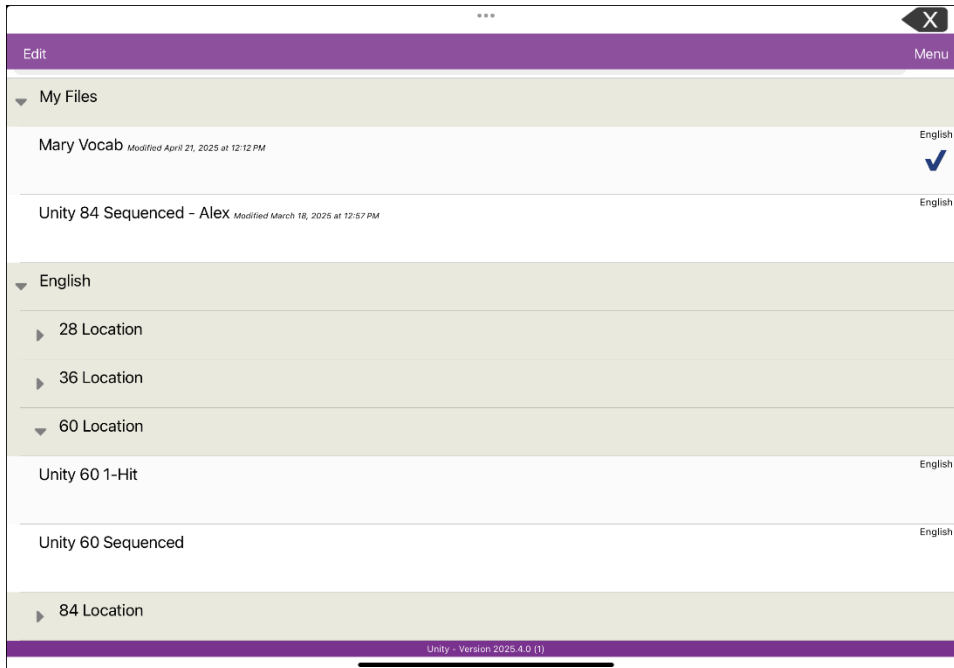 X
Edit
Menu
My Files
Mary Vocab Modified April 21, 2025 at 12:12 PM
English
Unity 84 Sequenced - Alex Modified March 18, 2025 at 12:57 PM
English
English
28 Location
36 Location
60 Location
Unity 60 1-Hit
English
Unity 60 Sequenced
English
84 Location
Unity - Version 2025.4.0 (1)